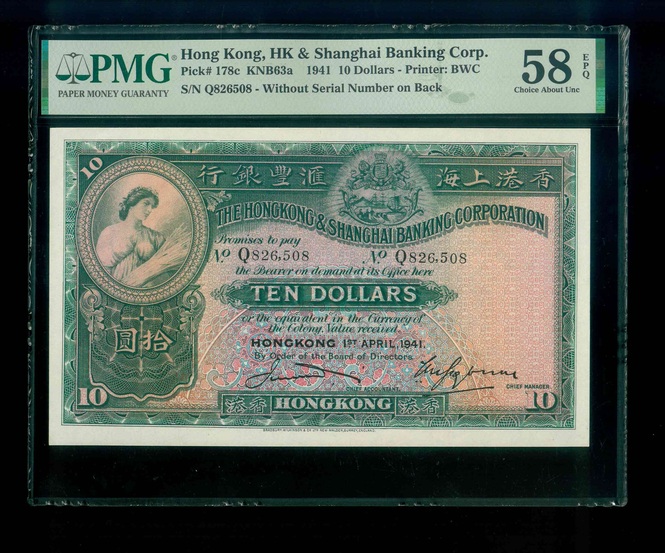 PMG
PAPER MONEY GUARANTY
Hong Kong, HK & Shanghai Banking Corp.
Pick# 178c KNB63a 1941 10 Dollars - Printer: BWC
S/N Q826508 - Without Serial Number on Back
58 EPQ
Choice About Unc
10
行銀豐滙 海上港香
THE HONGKONG & SHANGHAI BANKING CORPORATION
Promises to pay
No Q826,508 No Q826,508
the Bearer on demand at its Office here
TEN DOLLARS
or the equivalent in the Currency of
the Colony, Value received.
HONGKONG 1ST APRIL, 1941.
By Order of the Board of Directors.
圓拾
CHIEF ACCOUNTANT.
CHIEF MANAGER
10 港香 HONGKONG 港香 10